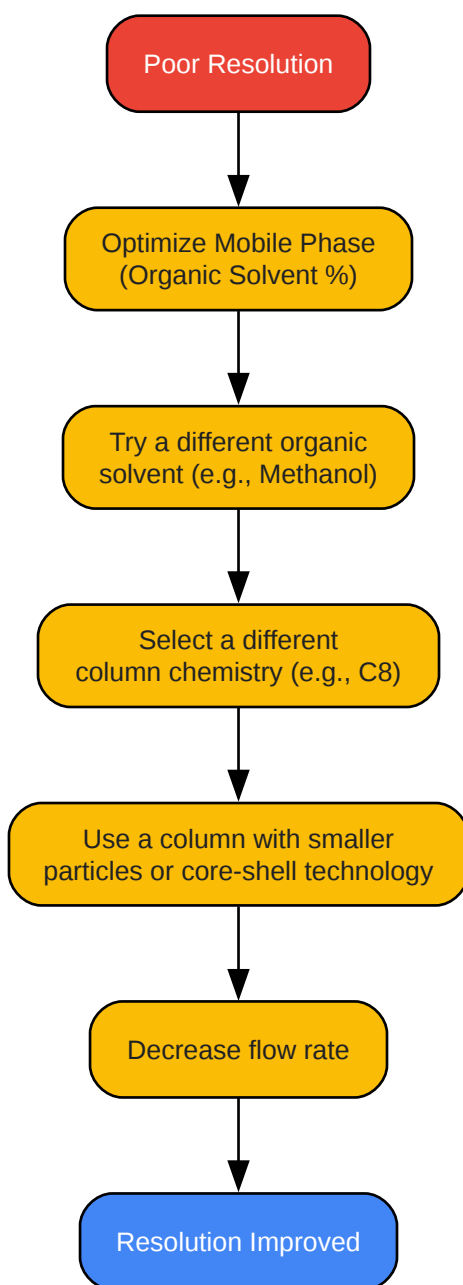 Poor Resolution
Optimize Mobile Phase
(Organic Solvent %)
Try a different organic
solvent (e.g., Methanol)
Select a different
column chemistry (e.g., C8)
Use a column with smaller
particles or core-shell technology
Decrease flow rate
Resolution Improved